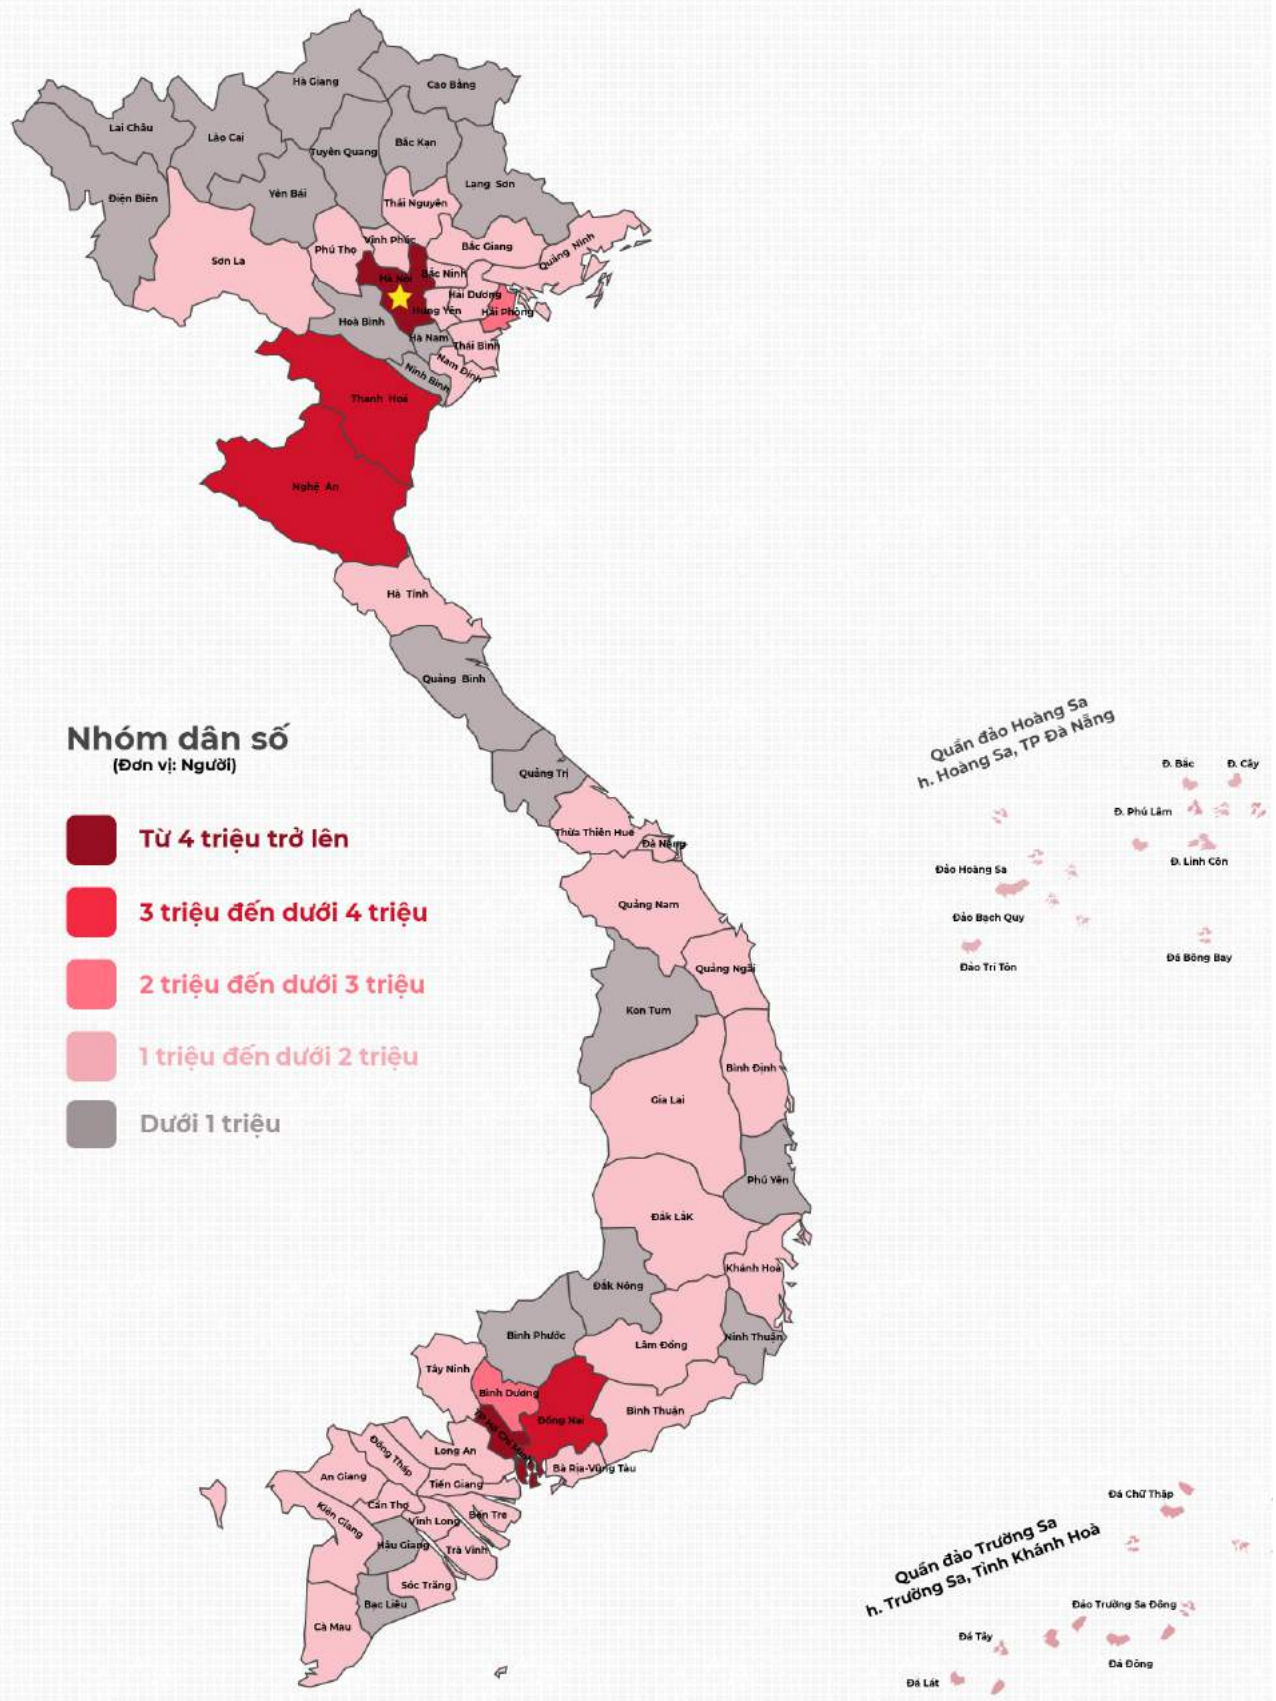 Hà Giang
Cao Bằng
Lai Châu
Lào Cai
Bắc Kạn
Tuyên Quang
Lạng Sơn
Yên Bái
Điện Biên
Thái Nguyên
Vĩnh Phúc
Phú Thọ
Bắc Giang
Quảng Ninh
Sơn La
Bắc Ninh
Hà Nội
Hải Dương
Hưng Yên
Hải Phòng
Hoà Bình
Hà Nam
Thái Bình
Nam Định
Ninh Bình
Thanh Hoá
Nghệ An
Hà Tĩnh
Quảng Bình
Quảng Trị
Thừa Thiên Huế
Đà Nẵng
Quảng Nam
Quảng Ngãi
Kon Tum
Bình Định
Gia Lai
Phú Yên
Đắk LắK
Khánh Hoà
Đắk Nông
Bình Phước
Ninh Thuận
Lâm Đồng
Tây Ninh
Bình Dương
Bình Thuận
Đồng Nai
TP Hồ Chí Minh
Long An
Đồng Tháp
Bà Rịa-Vũng Tàu
An Giang
Tiền Giang
Cần Thơ
Kiên Giang
Bến Tre
Vĩnh Long
Hậu Giang
Trà Vinh
Sóc Trăng
Bạc Liêu
Cà Mau
Nhóm dân số
(Đơn vị: Người)
Từ 4 triệu trở lên
3 triệu đến dưới 4 triệu
2 triệu đến dưới 3 triệu
1 triệu đến dưới 2 triệu
Dưới 1 triệu
Quần đảo Hoàng Sa
h. Hoàng Sa, TP Đà Nẵng
Đ. Bắc
Đ. Cây
Đ. Phú Lâm
Đ. Linh Côn
Đảo Hoàng Sa
Đảo Bạch Quy
Đá Bông Bay
Đảo Tri Tôn
Đá Chữ Thập
Quần đảo Trường Sa
h. Trường Sa, Tỉnh Khánh Hoà
Đảo Trường Sa Đông
Đá Tây
Đá Đông
Đá Lát